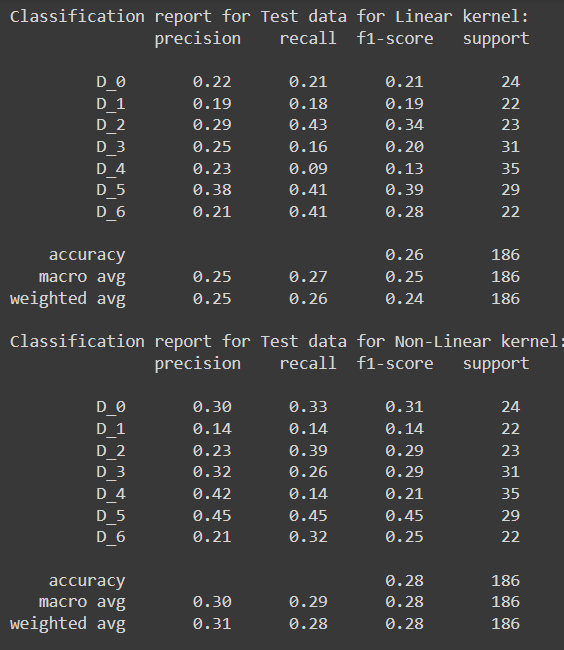 Classification report for Test data for Linear kernel:
precision recall f1-score support
D_0 0.22 0.21 0.21 24
D_1 0.19 0.18 0.19 22
D_2 0.29 0.43 0.34 23
D_3 0.25 0.16 0.20 31
D_4 0.23 0.09 0.13 35
D_5 0.38 0.41 0.39 29
D_6 0.21 0.41 0.28 22
accuracy 0.26 186
macro avg 0.25 0.27 0.25 186
weighted avg 0.25 0.26 0.24 186
Classification report for Test data for Non-Linear kernel:
precision recall f1-score support
D_0 0.30 0.33 0.31 24
D_1 0.14 0.14 0.14 22
D_2 0.23 0.39 0.29 23
D_3 0.32 0.26 0.29 31
D_4 0.42 0.14 0.21 35
D_5 0.45 0.45 0.45 29
D_6 0.21 0.32 0.25 22
accuracy 0.28 186
macro avg 0.30 0.29 0.28 186
weighted avg 0.31 0.28 0.28 186